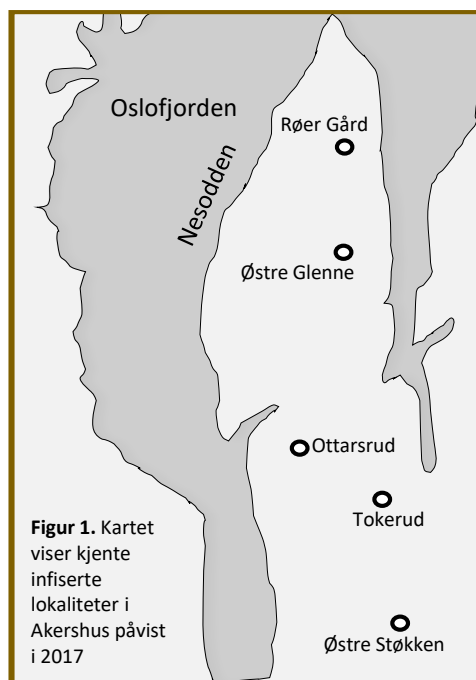 Oslofjorden
Røer Gård
Nesodden
Østre Glenne
Ottarsrud
Tokerud
Figur 1. Kartet
viser kjente
infiserte
lokaliteter i
Akershus påvist
i 2017
Østre Støkken